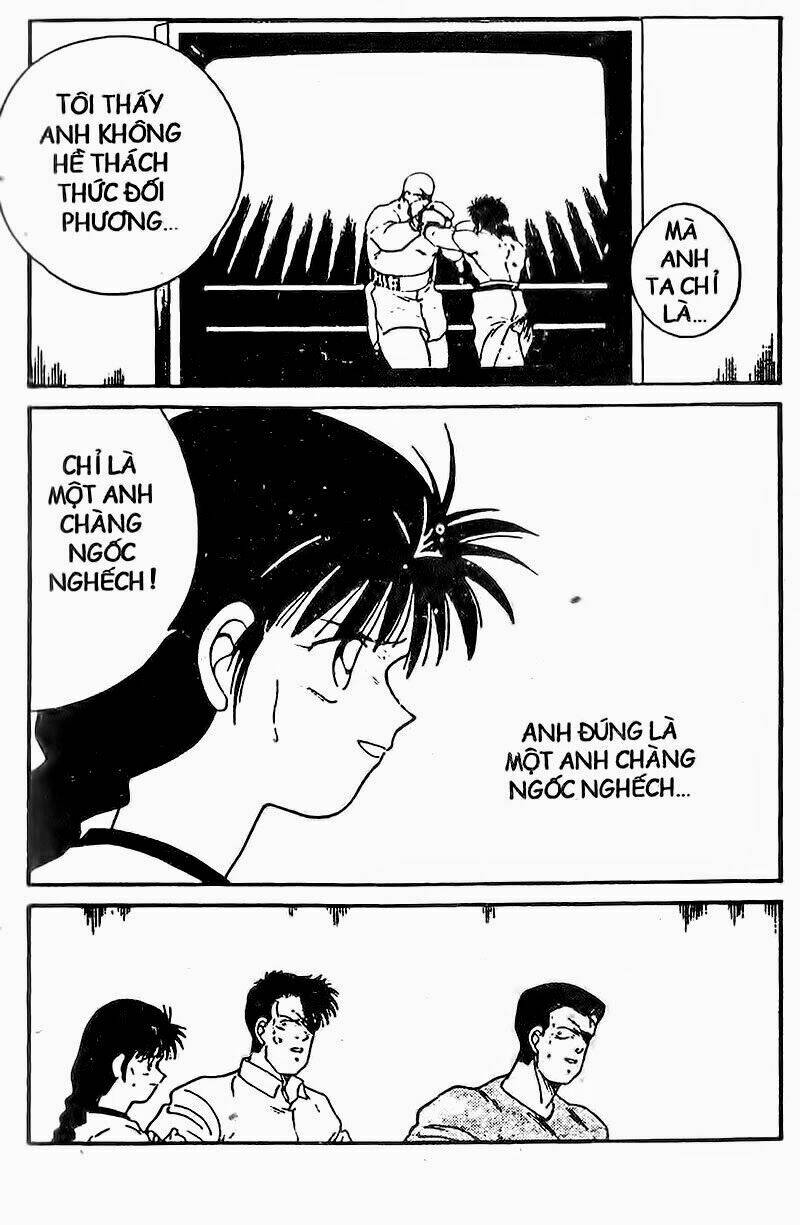 TÔI THẤY
ANH KHÔNG
HỀ THÁCH
THỨC ĐỐI
PHƯƠNG...
MÀ
ANH
TA CHỈ
LÀ...
CHỈ LÀ
MỘT ANH
CHÀNG
NGỐC
NGHẾCH!
ANH ĐÚNG LÀ
MỘT ANH CHÀNG
NGỐC NGHẾCH...